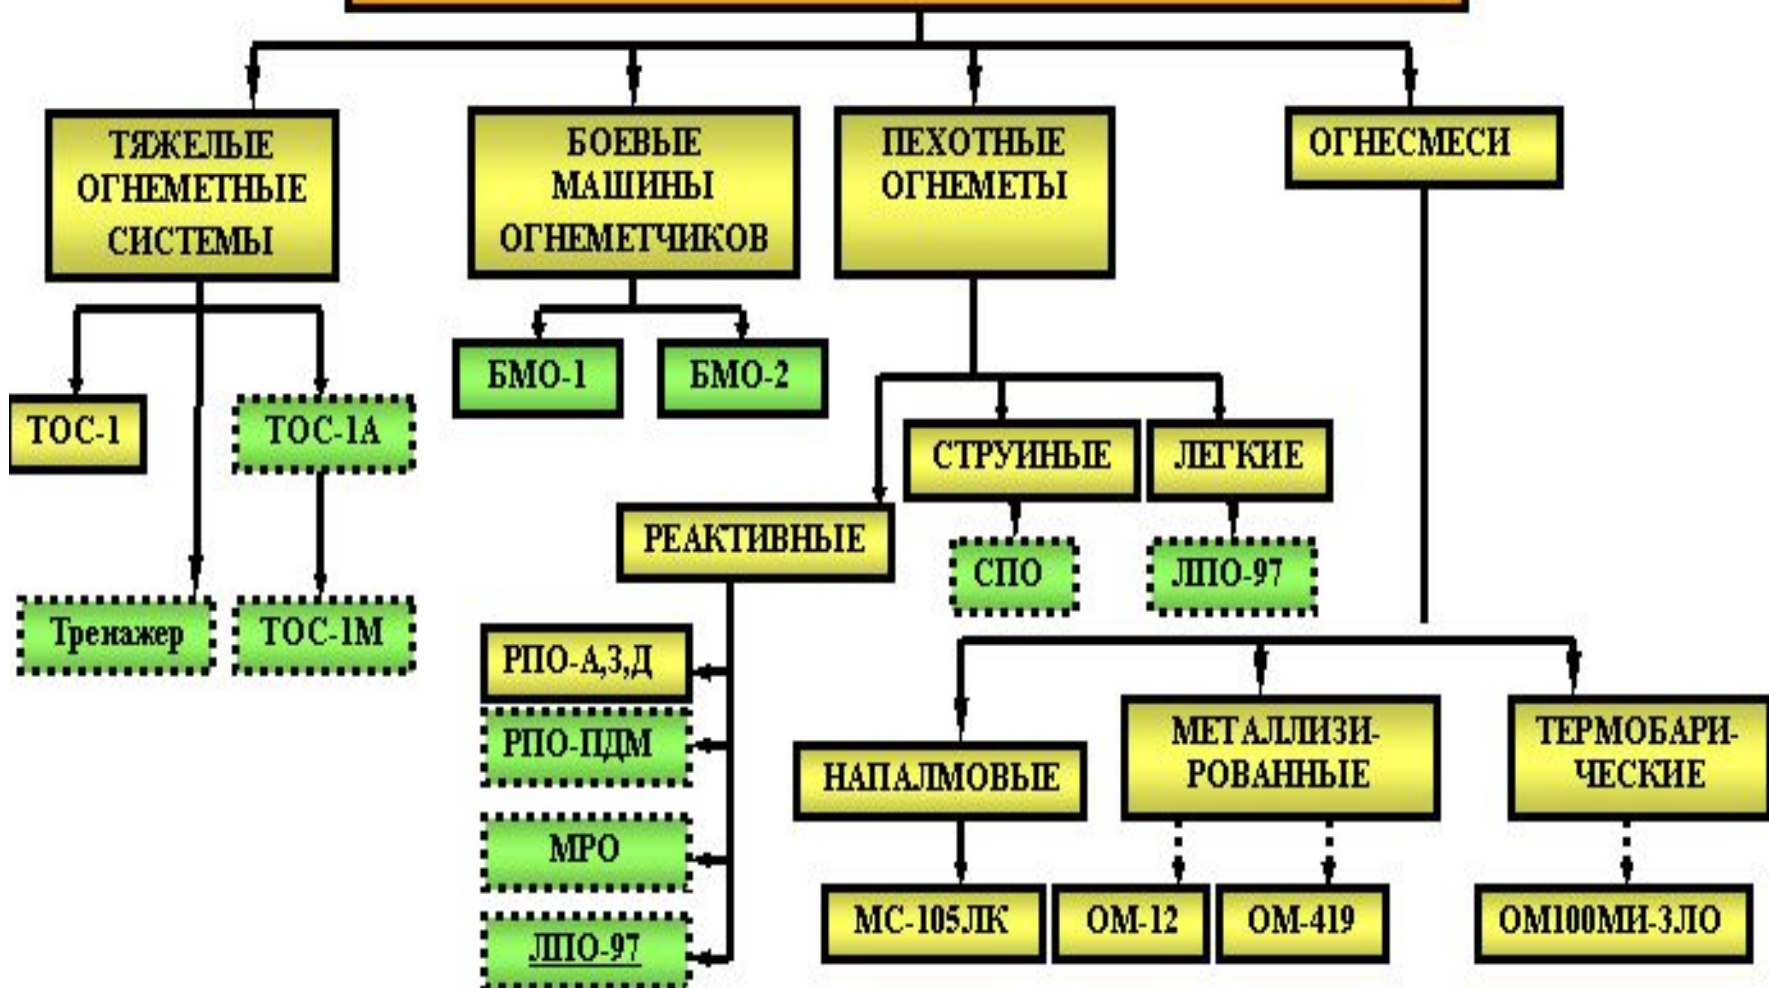 ТЯЖЕЛЫЕ
ОГНЕМЕТНЫЕ
СИСТЕМЫ
БОЕВЫЕ
МАШИНЫ
ОГНЕМЕТЧИКОВ
ПЕХОТНЫЕ
ОГНЕМЕТЫ
ОГНЕСМЕСИ
БМО-1
БМО-2
ТОС-1
ТОС-1А
СТРУИНЫЕ
ЛЕГКИЕ
РЕАКТИВНЫЕ
СПО
ЛПО-97
Тренажер
ТОС-1М
РПО-А,З,Д
РПО-ПДМ
МРО
ЛПО-97
НАПАЛМОВЫЕ
МЕТАЛЛИЗИ-
РОВАННЫЕ
ТЕРМОБАРИ-
ЧЕСКИЕ
МС-105ЛК
ОМ-12
ОМ-419
ОМ100МИ-3ЛО